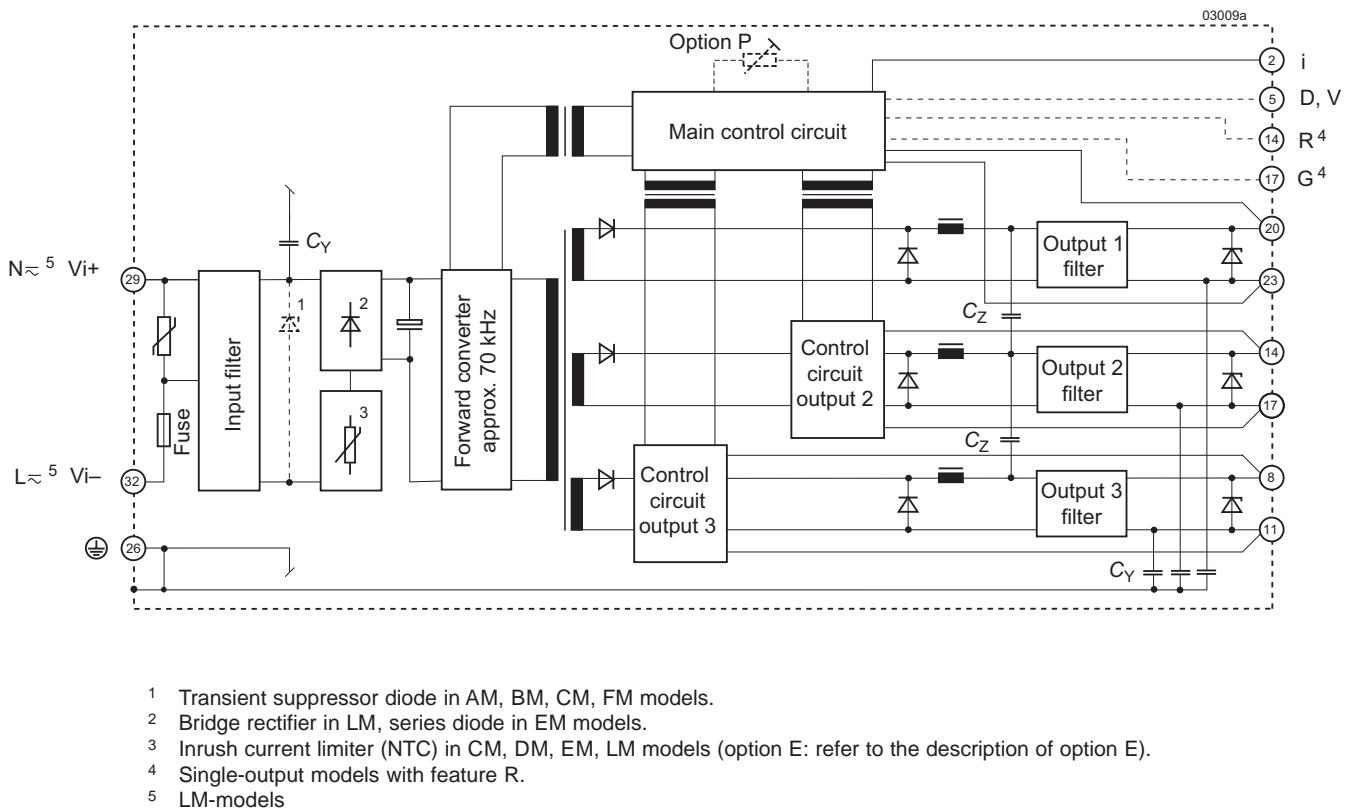 03009a
Option P
2 i
5 D, V
Main control circuit
14 R 4
17 G 4
CY
20
Output 1
filter
N≂ 5 Vi+
29
23
1
2
CZ
Input filter
Forward converter
approx. 70 kHz
Control
circuit
output 2
14
Output 2
filter
3
Fuse
17
CZ
L≂ 5 Vi–
32
Control
circuit
output 3
8
Output 3
filter
11
26
CY
1 Transient suppressor diode in AM, BM, CM, FM models.
2 Bridge rectifier in LM, series diode in EM models.
3 Inrush current limiter (NTC) in CM, DM, EM, LM models (option E: refer to the description of option E).
4 Single-output models with feature R.
5 LM-models